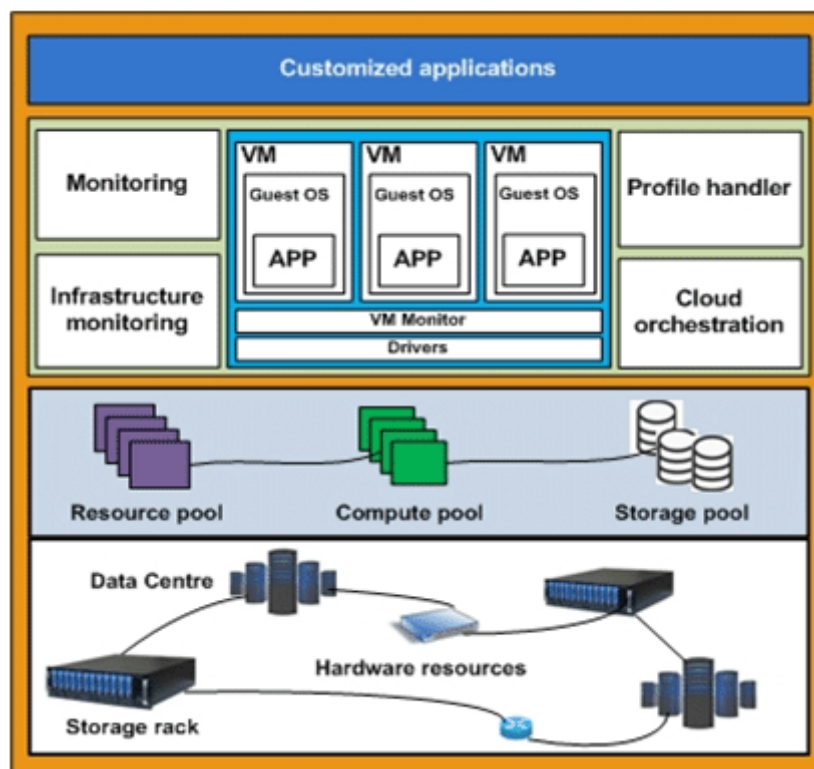 Customized applications
Monitoring
Infrastructure
monitoring
VM
Guest OS
APP
VM
Guest OS
APP
VM
Guest OS
APP
VM Monitor
Drivers
Profile handler
Cloud
orchestration
Resource pool
Compute pool
Storage pool
Data Centre
Hardware resources
Storage rack